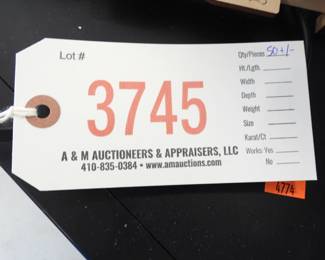 Lot #
3745
Qty/Pieces 50+/-
Ht./Lgth.
Width
Depth
Weight
Size
Karat/Ct
Works: Yes
No
A & M AUCTIONEERS & APPRAISERS, LLC
410-835-0384 • www.amauctions.com
4774